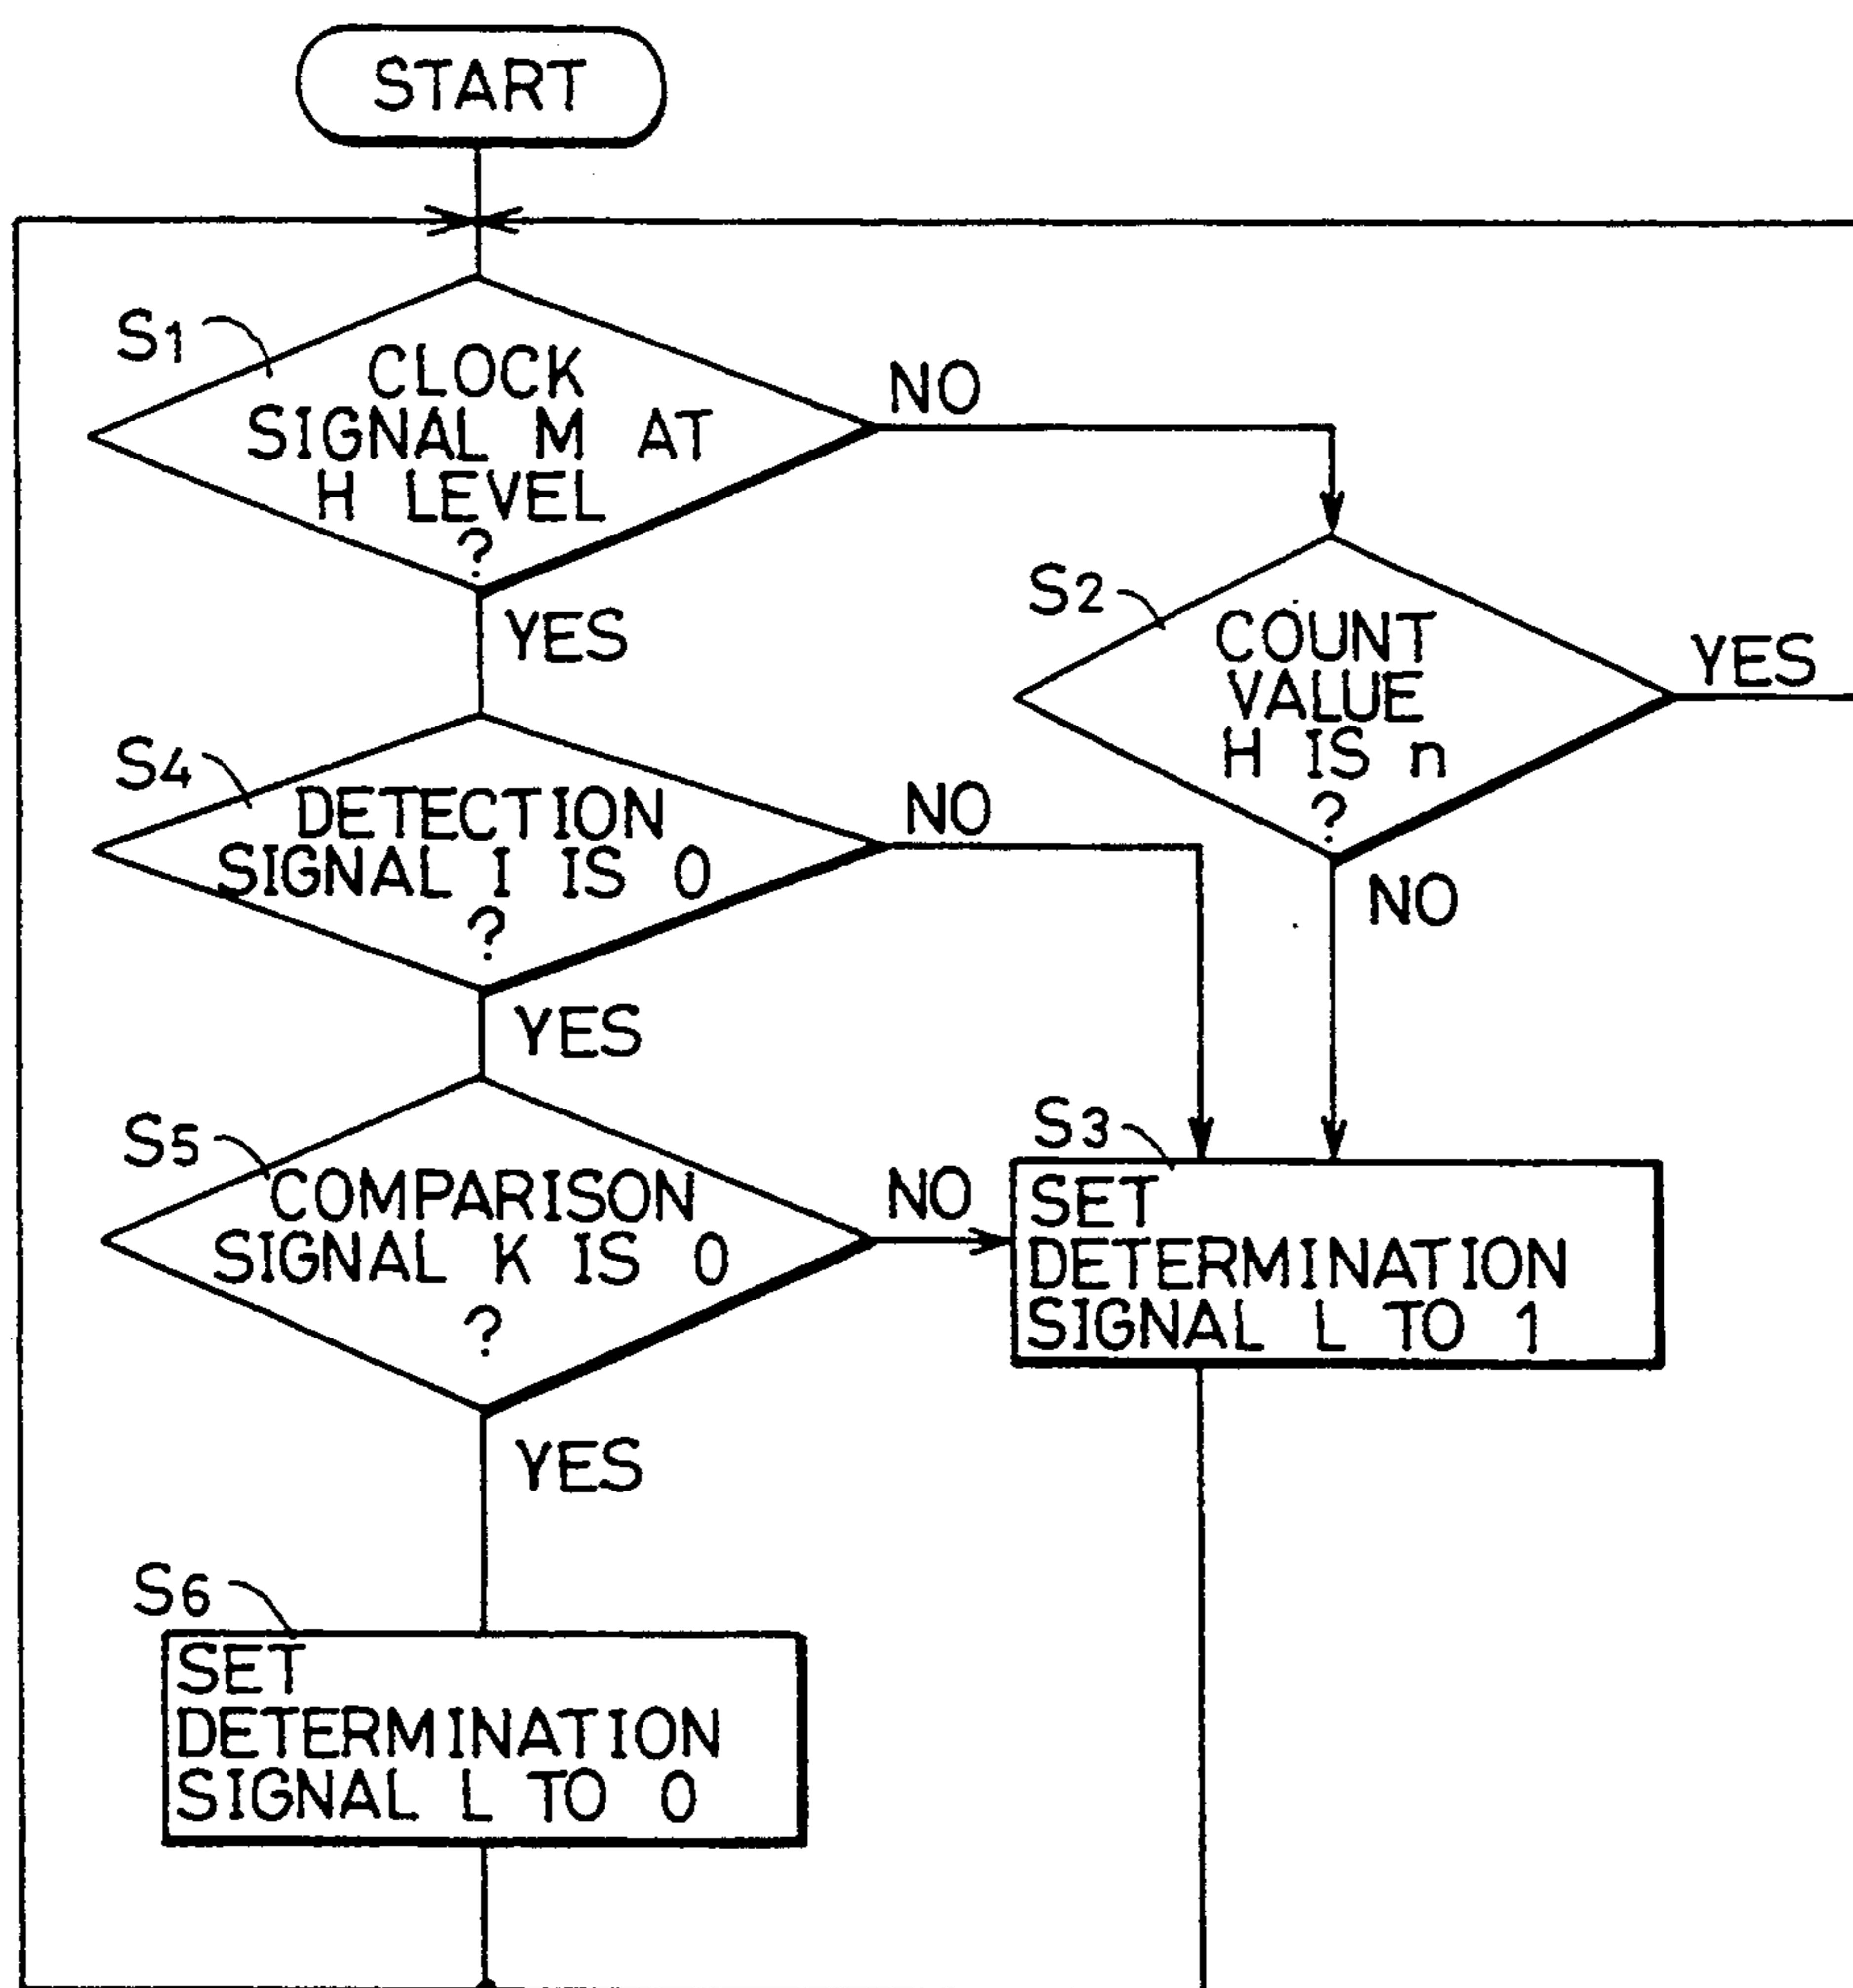 START
S1
CLOCK
SIGNAL M AT
H LEVEL
?
NO
YES
S2
COUNT
VALUE
H IS n
?
YES
NO
S4
DETECTION
SIGNAL I IS 0
?
NO
YES
S5
COMPARISON
SIGNAL K IS 0
?
NO
YES
S3
SET
DETERMINATION
SIGNAL L TO 1
S6
SET
DETERMINATION
SIGNAL L TO 0